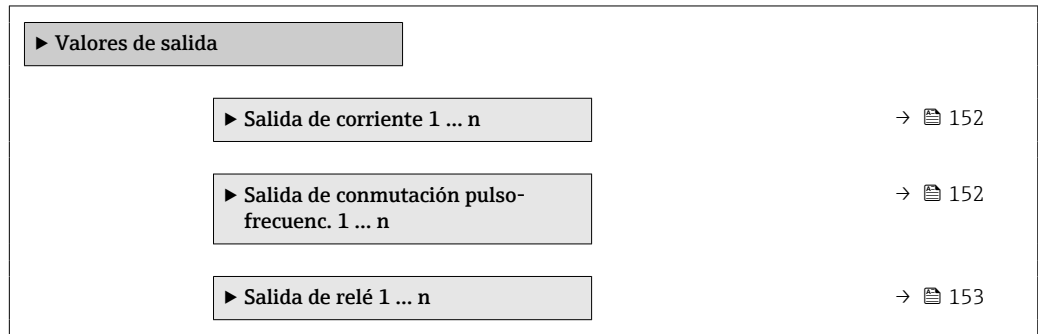 ▶ Valores de salida
▶ Salida de corriente 1 ... n → 152
▶ Salida de conmutación pulso-
frecuenc. 1 ... n → 152
▶ Salida de relé 1 ... n → 153